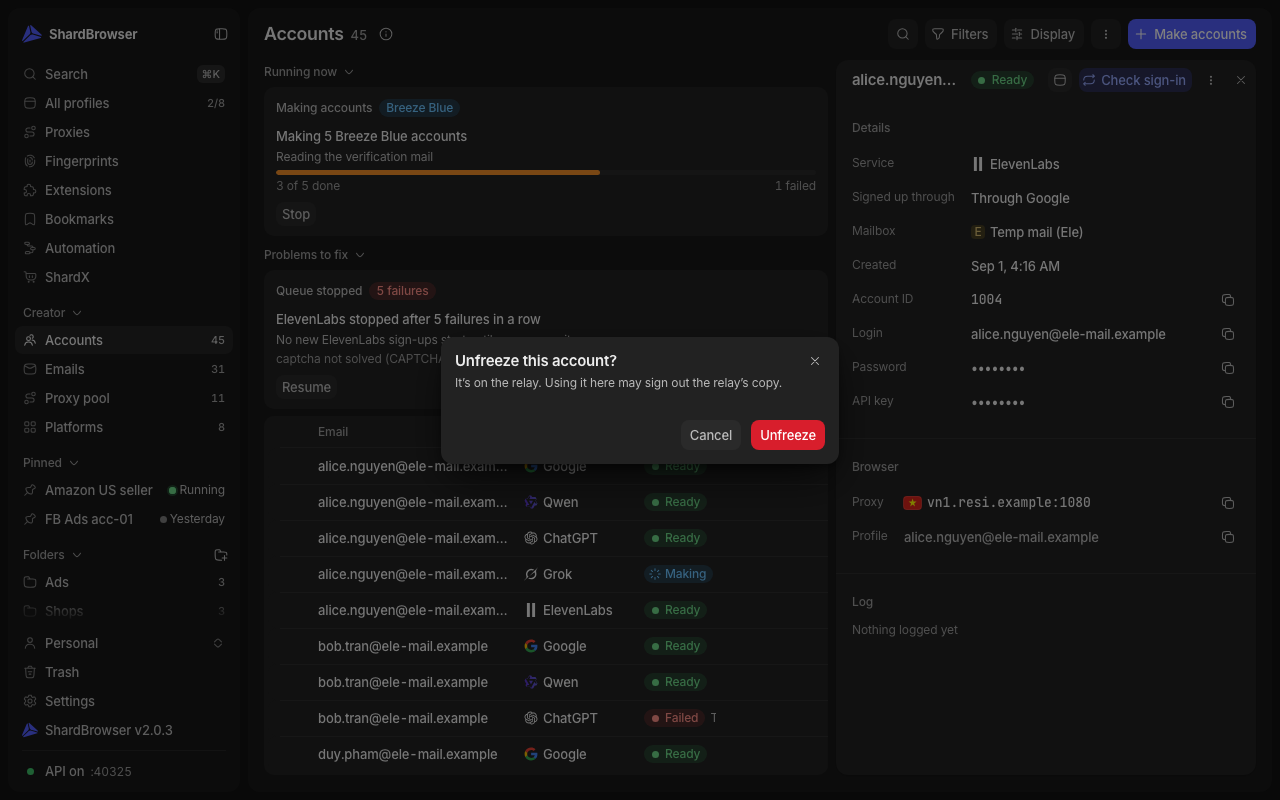 ShardBrowser
Search ⌘K
All profiles 2/8
Proxies
Fingerprints
Extensions
Bookmarks
Automation
ShardX
Creator
Accounts 45
Emails 31
Proxy pool 11
Platforms 8
Pinned
Amazon US seller Running
FB Ads acc-01 Yesterday
Folders
Ads 3
Shops 3
Personal
Trash
Settings
ShardBrowser v2.0.3
API on :40325
Accounts 45
Filters
Display
Make accounts
Running now
Making accounts Breeze Blue
Making 5 Breeze Blue accounts
Reading the verification mail
3 of 5 done 1 failed
Stop
Problems to fix
Queue stopped 5 failures
ElevenLabs stopped after 5 failures in a row
No new ElevenLabs sign-ups
captcha not solved (CAPTCHA
Resume
Email
alice.nguyen@ele-mail.exam… Google Ready
alice.nguyen@ele-mail.exam… Qwen Ready
alice.nguyen@ele-mail.exam… ChatGPT Ready
alice.nguyen@ele-mail.exam… Grok Making
alice.nguyen@ele-mail.exam… ElevenLabs Ready
bob.tran@ele-mail.example Google Ready
bob.tran@ele-mail.example Qwen Ready
bob.tran@ele-mail.example ChatGPT Failed T
duy.pham@ele-mail.example Google Ready
Unfreeze this account?
It's on the relay. Using it here may sign out the relay's copy.
Cancel Unfreeze
alice.nguyen… Ready Check sign-in
Details
Service ElevenLabs
Signed up through Through Google
Mailbox E Temp mail (Ele)
Created Sep 1, 4:16 AM
Account ID 1004
Login alice.nguyen@ele-mail.example
Password ••••••••
API key ••••••••
Browser
Proxy vn1.resi.example:1080
Profile alice.nguyen@ele-mail.example
Log
Nothing logged yet